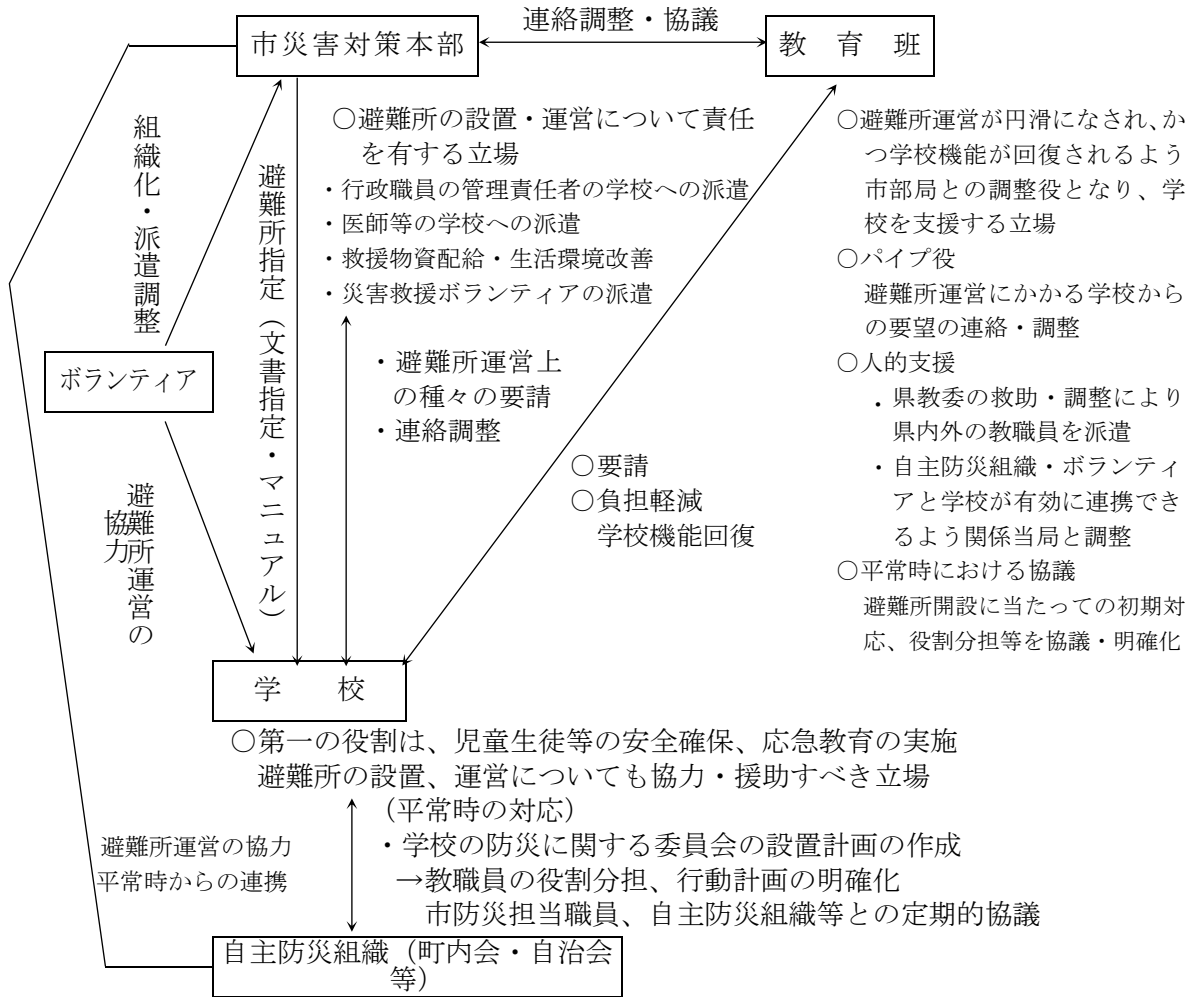 連絡調整・協議
市災害対策本部
教　育　班
組織化・派遣調整
避難所指定（文書指定・マニュアル）
○避難所の設置・運営について責任
を有する立場
・行政職員の管理責任者の学校への派遣
・医師等の学校への派遣
・救援物資配給・生活環境改善
・災害救援ボランティアの派遣
○避難所運営が円滑になされ、か
つ学校機能が回復されるよう
市部局との調整役となり、学
校を支援する立場
○パイプ役
避難所運営にかかる学校から
の要望の連絡・調整
○人的支援
．県教委の救助・調整により
県内外の教職員を派遣
・自主防災組織・ボランティ
アと学校が有効に連携でき
るよう関係当局と調整
○平常時における協議
避難所開設に当たっての初期対
応、役割分担等を協議・明確化
ボランティア
・避難所運営上
の種々の要請
・連絡調整
○要請
○負担軽減
学校機能回復
避難所運営の
協力
学　　校
○第一の役割は、児童生徒等の安全確保、応急教育の実施
避難所の設置、運営についても協力・援助すべき立場
（平常時の対応）
・学校の防災に関する委員会の設置計画の作成
→教職員の役割分担、行動計画の明確化
市防災担当職員、自主防災組織等との定期的協議
避難所運営の協力
平常時からの連携
自主防災組織（町内会・自治会
等）